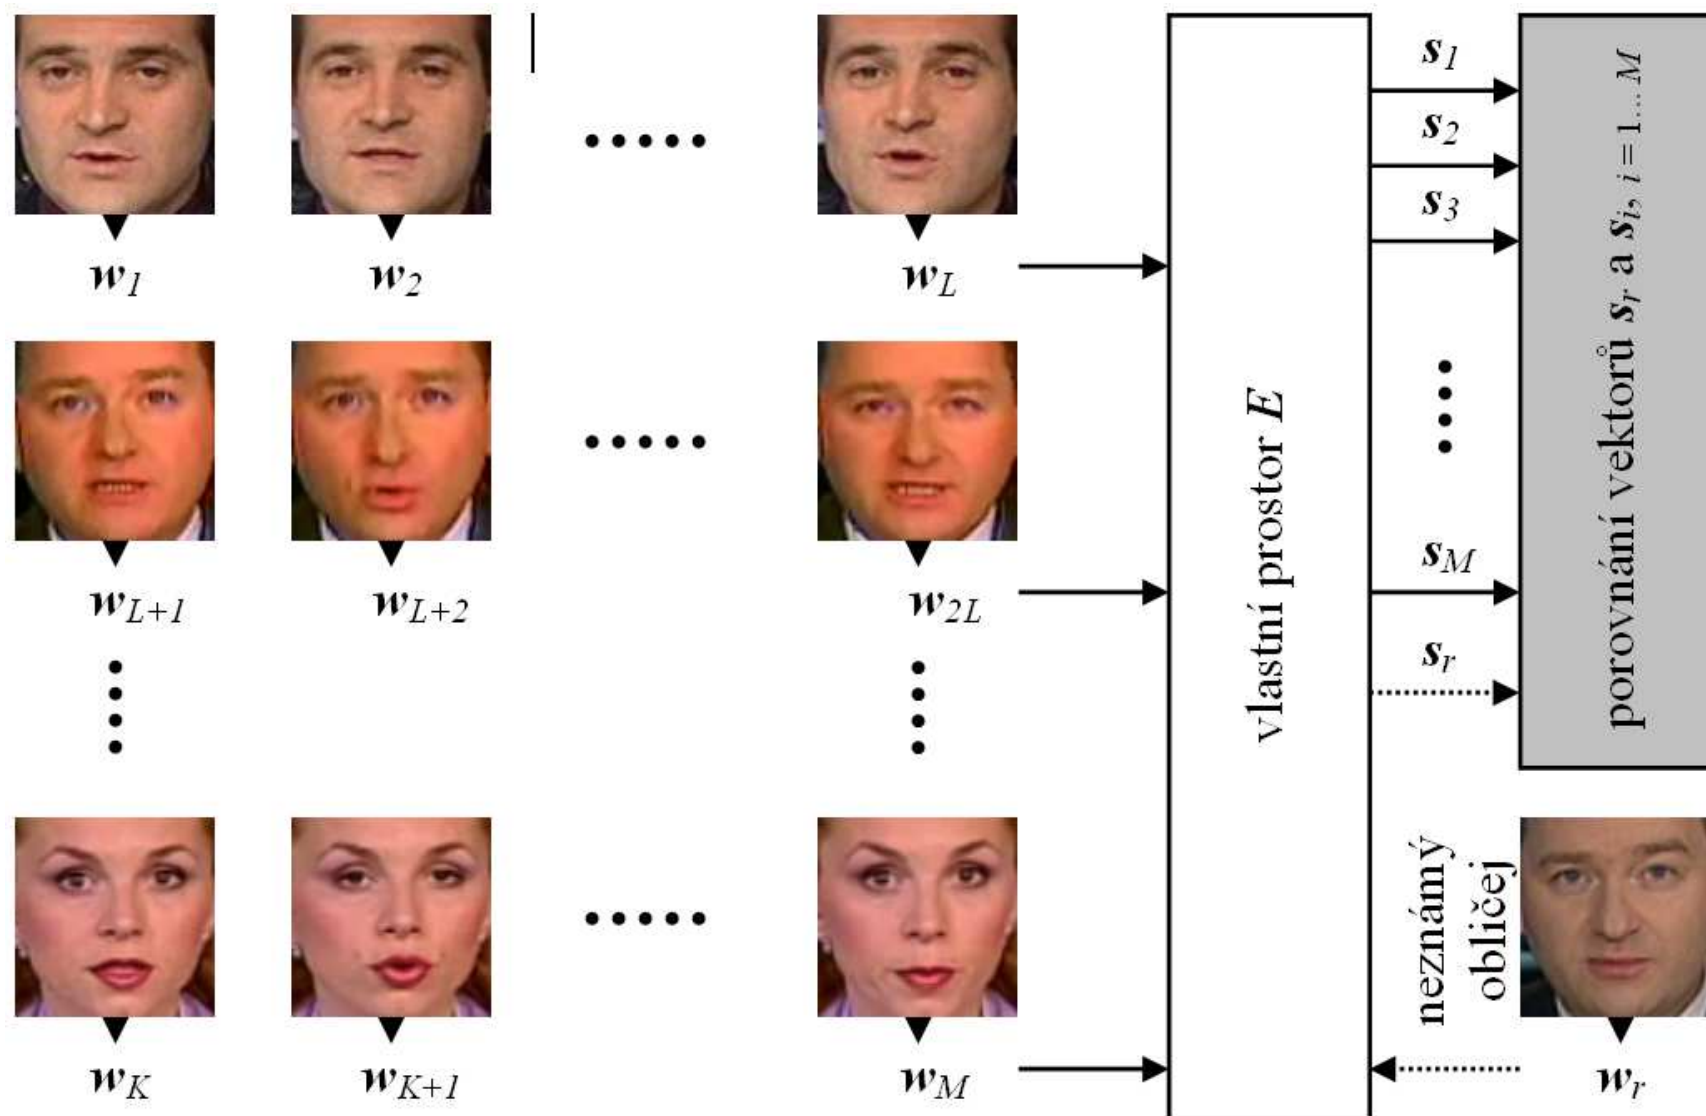 w1 w2 wL
wL+1 wL+2 w2L
wK wK+1 wM
vlastní prostor E
s1
s2
s3
sM
sr
porovnání vektorů sr a si, i = 1... M
neznámý
obličej
wr